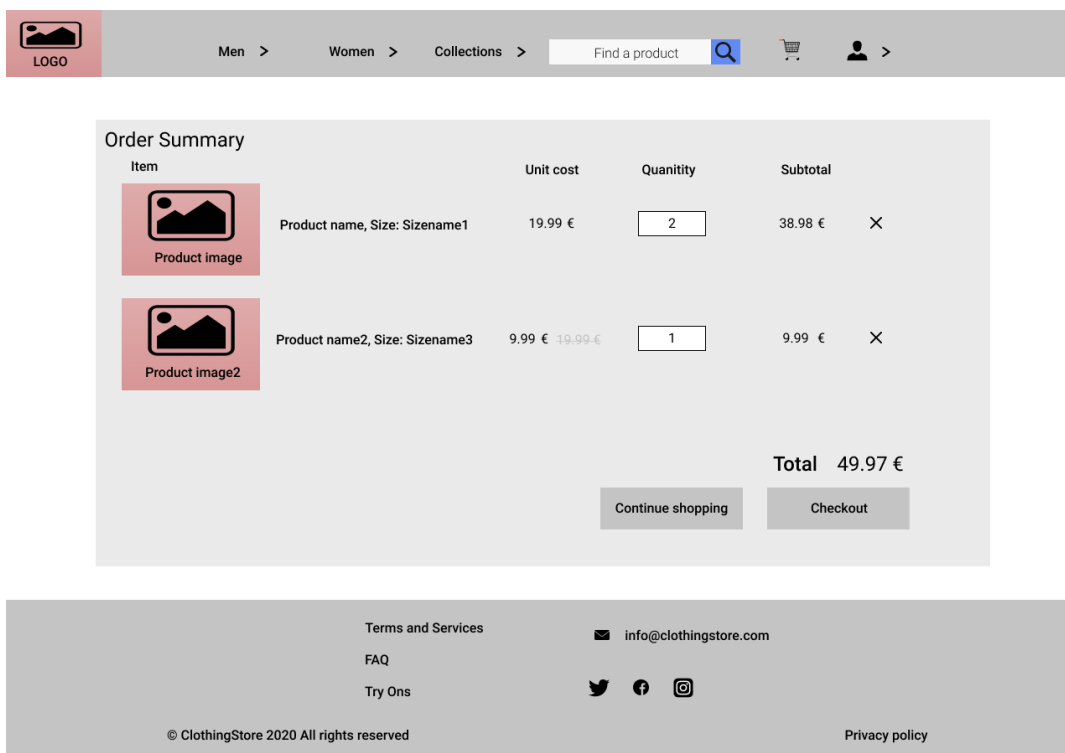 LOGO
Men > Women > Collections > Find a product >
Order Summary
Item Unit cost Quanitity Subtotal
Product image
Product name, Size: Sizename1 19.99 € 2 38.98 € ×
Product image2
Product name2, Size: Sizename3 9.99 € 19.99 € 1 9.99 € ×
Total 49.97 €
Continue shopping Checkout
Terms and Services
info@clothingstore.com
FAQ
Try Ons
© ClothingStore 2020 All rights reserved Privacy policy